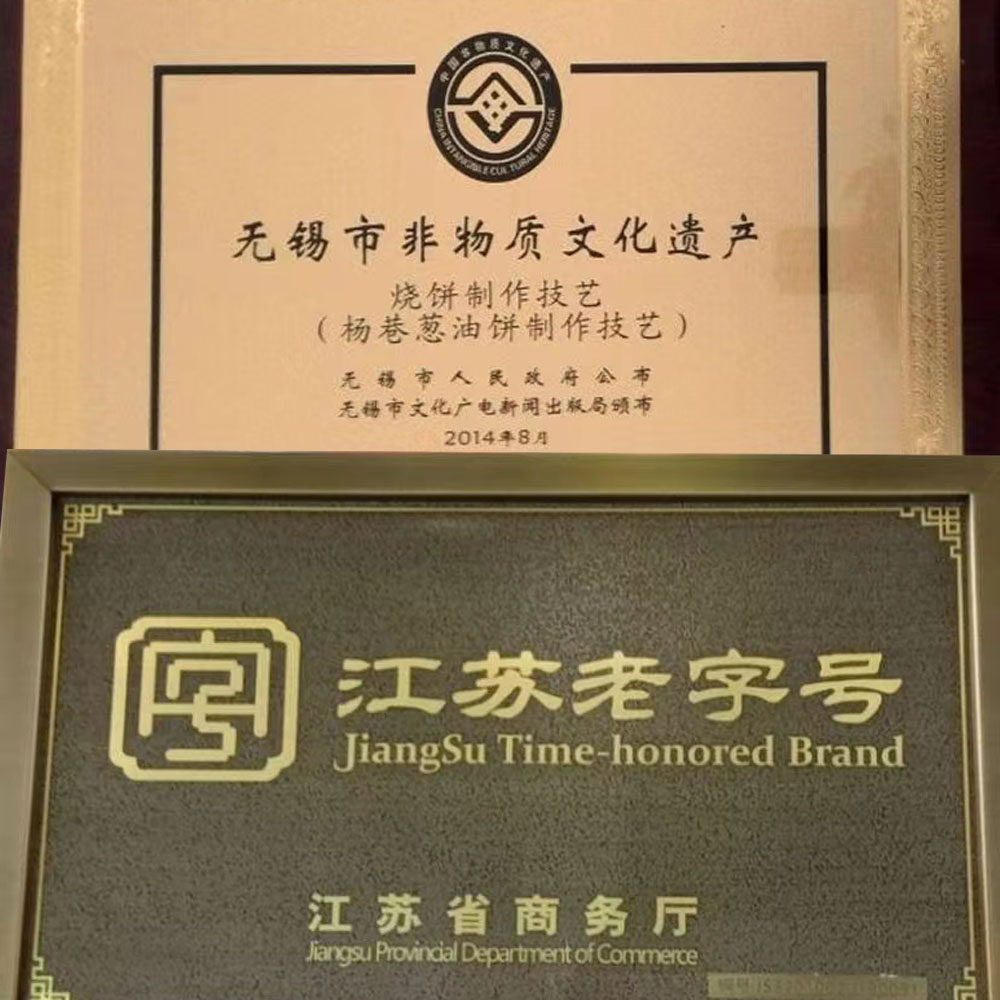 中国非物质文化遗产
CHINA INTANGIBLE CULTURAL HERITAGE
无锡市非物质文化遗产
烧饼制作技艺
(杨巷葱油饼制作技艺)
无锡市人民政府公布
无锡市文化广电新闻出版局颁布
2014年8月
江苏老字号
JiangSu Time-honored Brand
江苏省商务厅
Jiangsu Provincial Department of Commerce